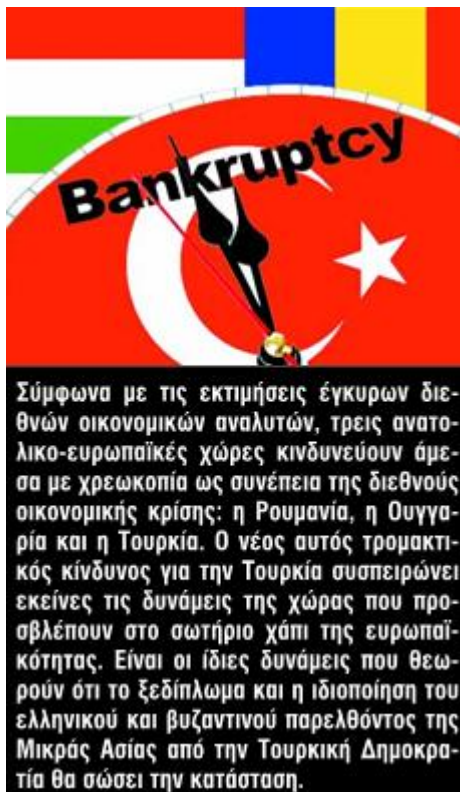 Bankruptcy
Σύμφωνα με τις εκτιμήσεις έγκυρων διε-
θνών οικονομικών αναλυτών, τρεις ανατο-
λικο-ευρωπαϊκές χώρες κινδυνεύουν άμε-
σα με χρεωκοπία ως συνέπεια της διεθνούς
οικονομικής κρίσης: η Ρουμανία, η Ουγγα-
ρία και η Τουρκία. Ο νέος αυτός τρομακτι-
κός κίνδυνος για την Τουρκία συσπειρώνει
εκείνες τις δυνάμεις της χώρας που προ-
σβλέπουν στο σωτήριο χάπι της ευρωπαϊ-
κότητας. Είναι οι ίδιες δυνάμεις που θεω-
ρούν ότι το ξεδίπλωμα και η ιδιοποίηση του
ελληνικού και βυζαντινού παρελθόντος της
Μικράς Ασίας από την Τουρκική Δημοκρα-
τία θα σώσει την κατάσταση.